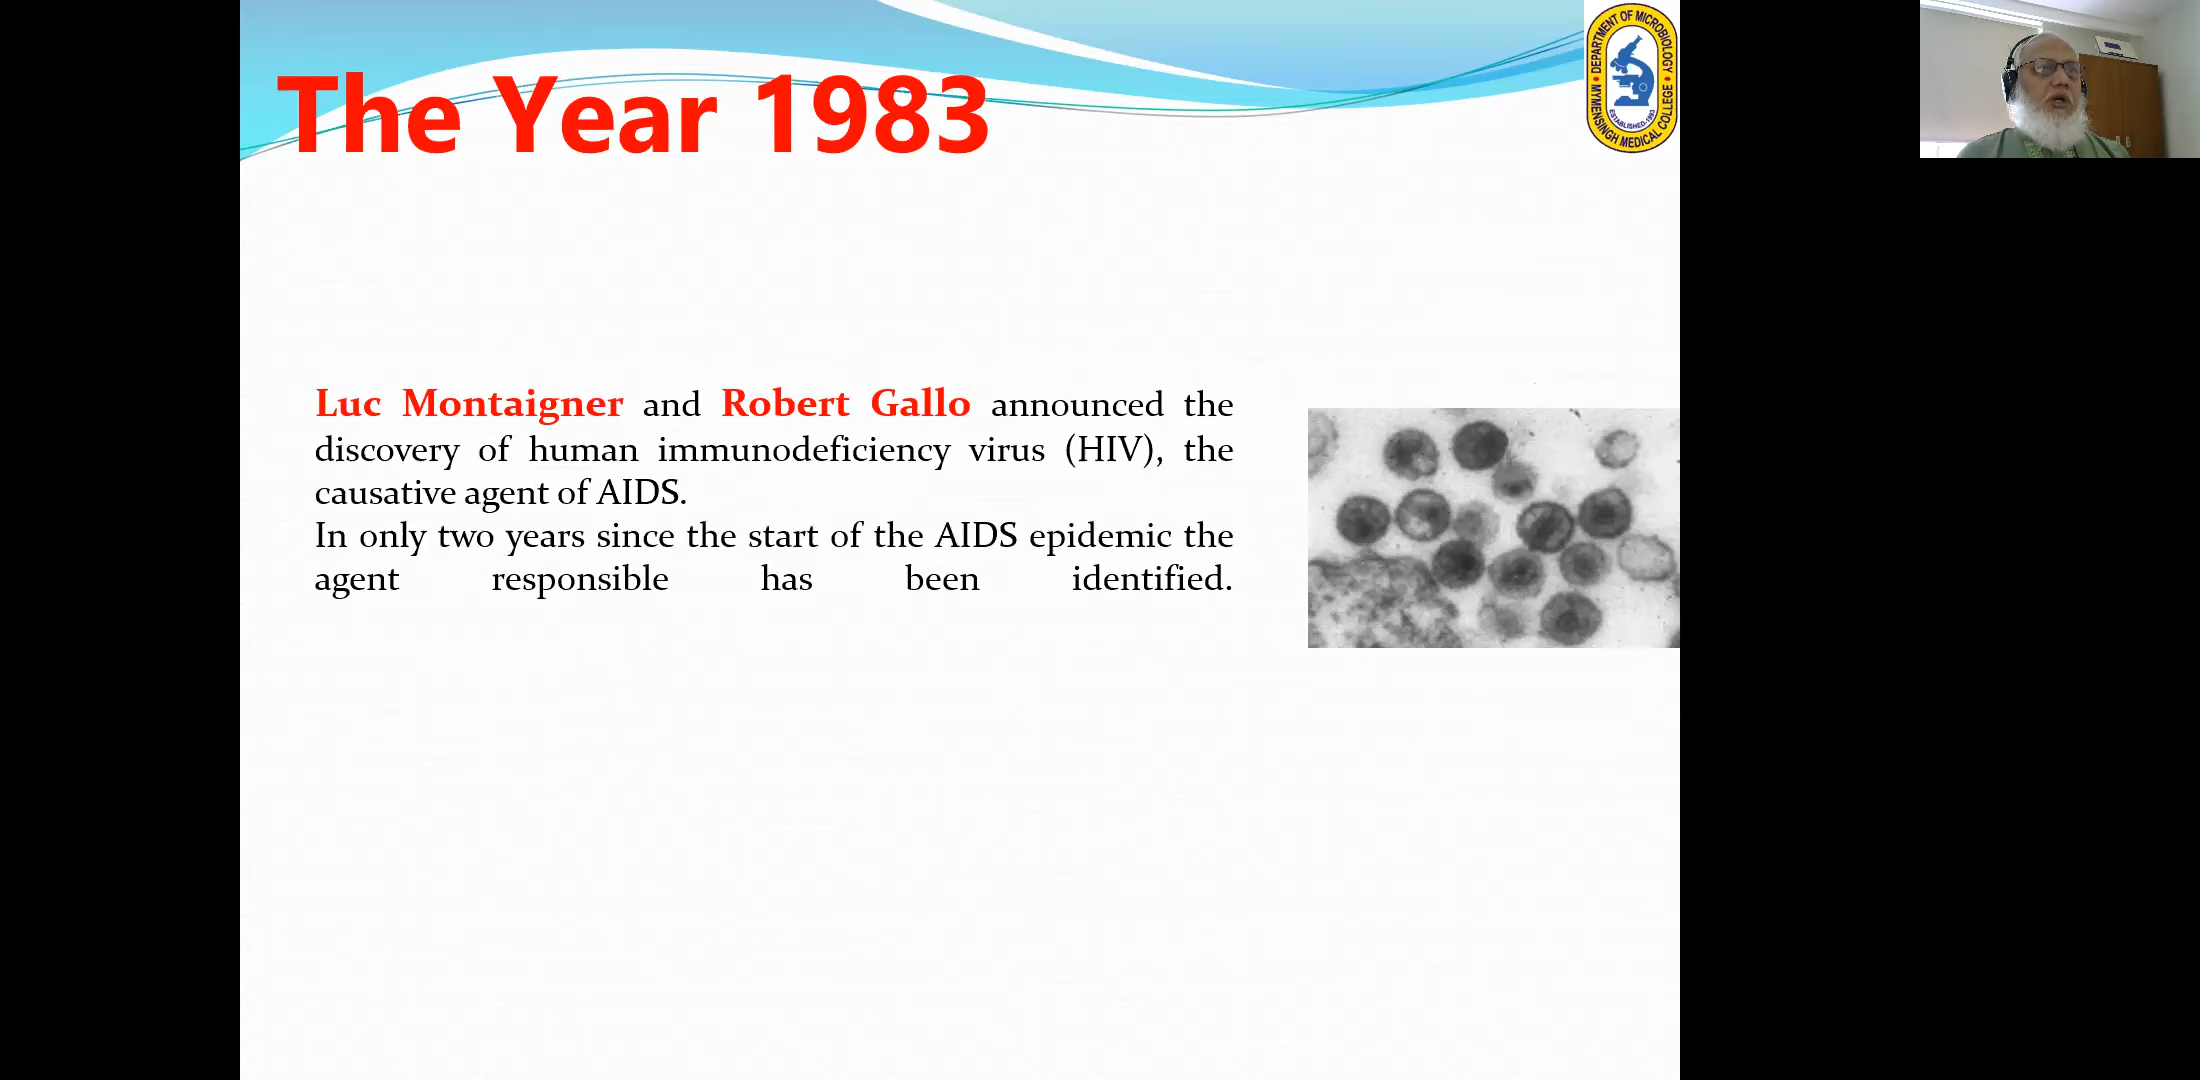 The Year 1983
DEPARTMENT OF MICROBIOLOGY
MYMENSINGH MEDICAL COLLEGE
Luc Montaigner and Robert Gallo announced the
discovery of human immunodeficiency virus (HIV), the
causative agent of AIDS.
In only two years since the start of the AIDS epidemic the
agent responsible has been identified.